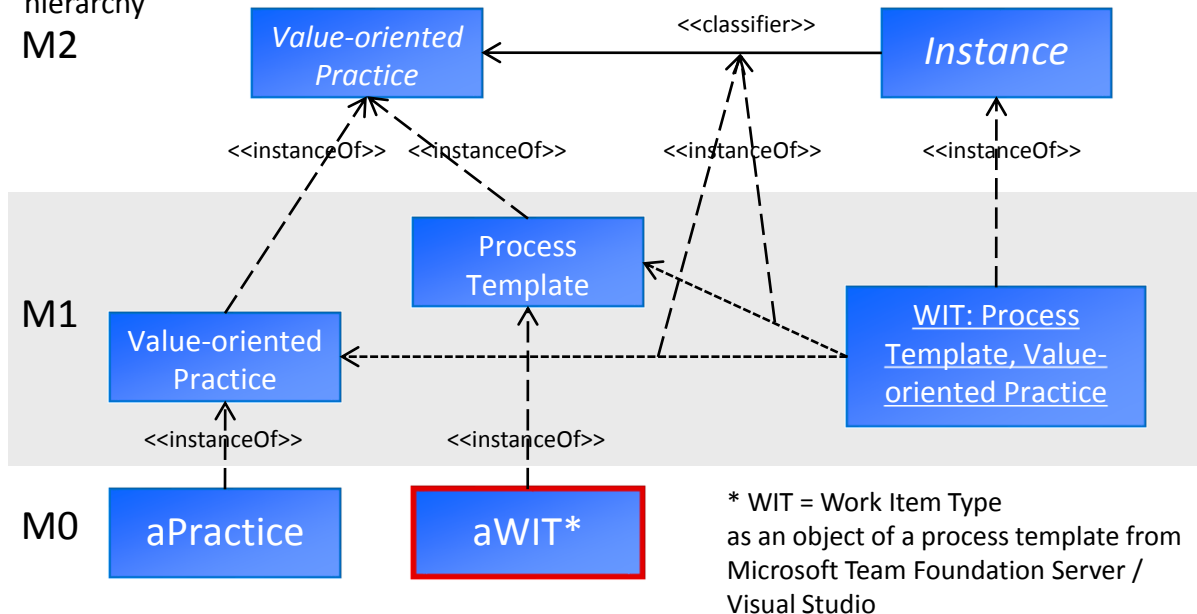 hierarchy
M2
Value-oriented
Practice
<<classifier>>
Instance
<<instanceOf>>
<<instanceOf>>
<<instanceOf>>
<<instanceOf>>
M1
Process
Template
Value-oriented
Practice
WIT: Process
Template, Value-
oriented Practice
<<instanceOf>>
<<instanceOf>>
M0
aPractice
aWIT*
* WIT = Work Item Type
as an object of a process template from
Microsoft Team Foundation Server /
Visual Studio